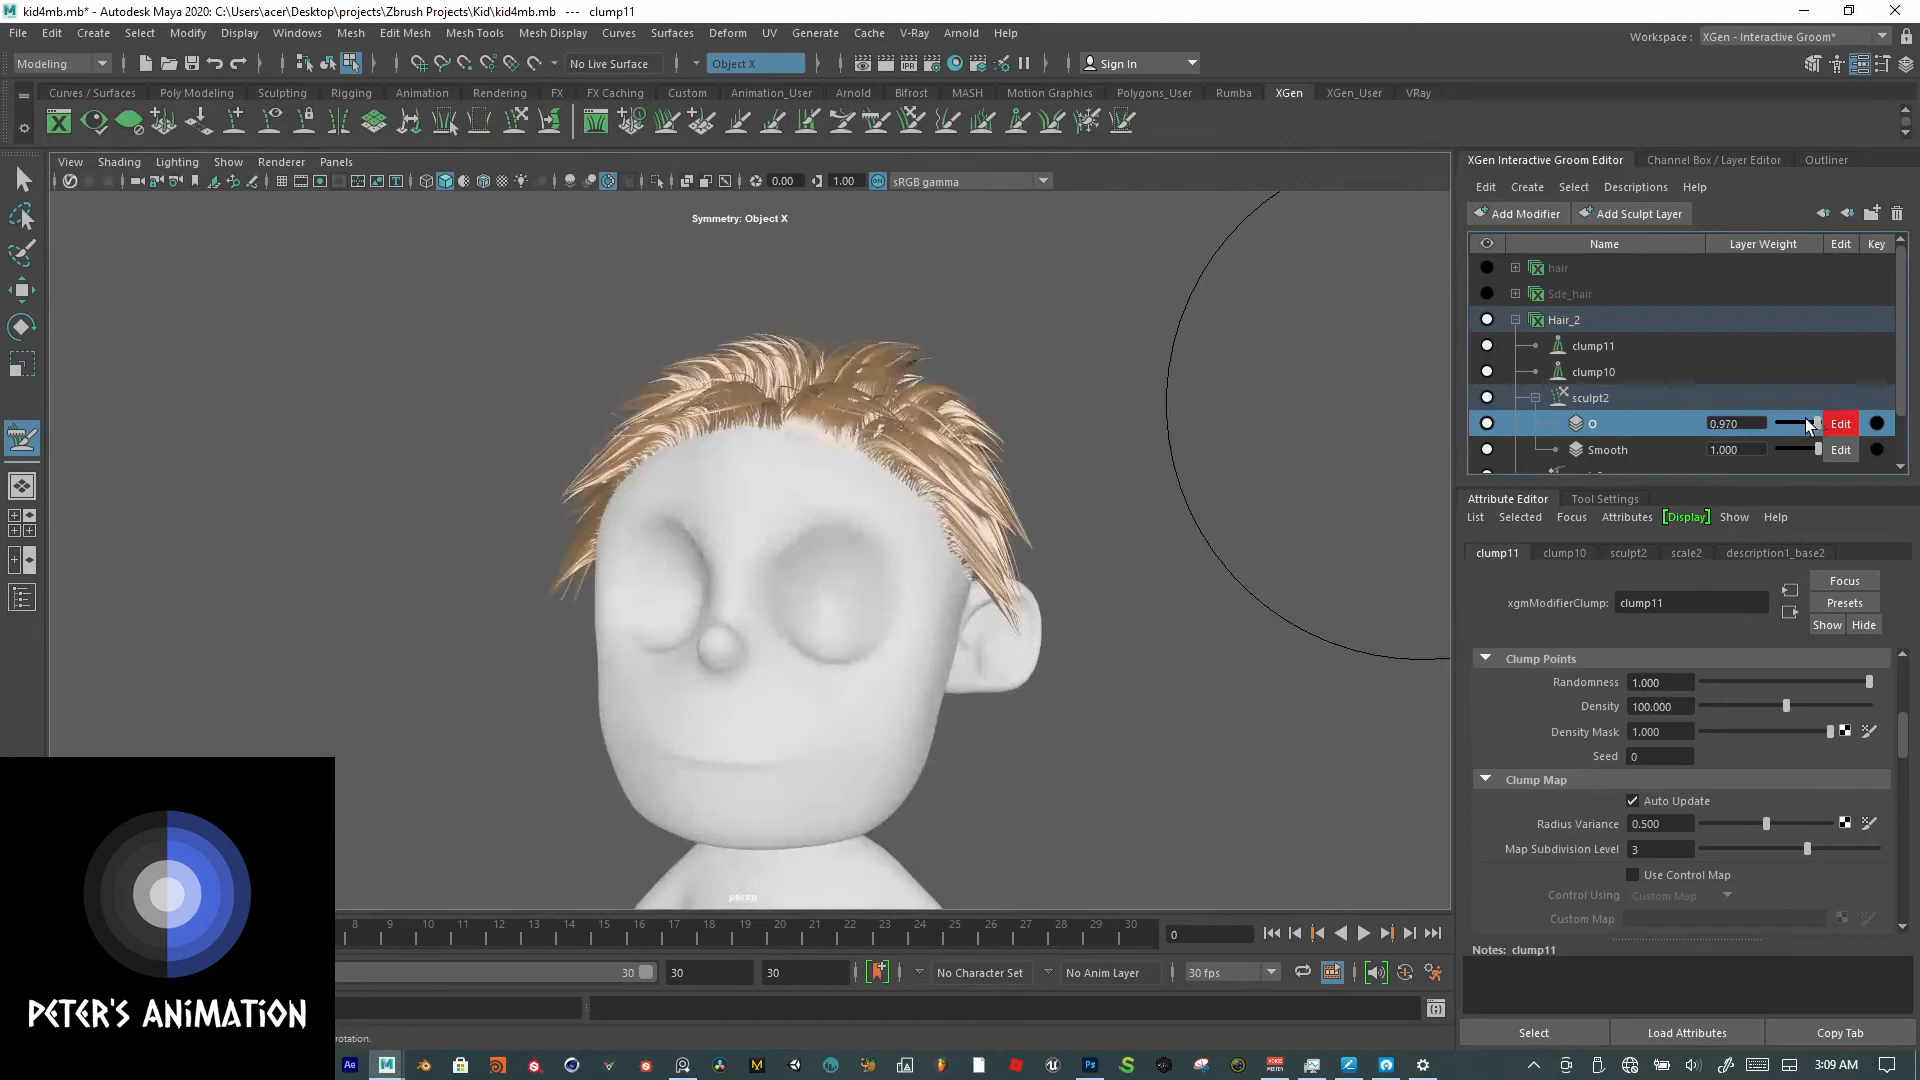 kid4mb.mb* - Autodesk Maya 2020: C:\Users\acer\Desktop\projects\Zbrush Projects\Kid\kid4mb.mb --- clump11
File Edit Create Select Modify Display Windows Mesh Edit Mesh Mesh Tools Mesh Display Curves Surfaces Deform UV Generate Cache V-Ray Arnold Help
Workspace : XGen - Interactive Groom*
Modeling No Live Surface Object X Sign In
Curves / Surfaces Poly Modeling Sculpting Rigging Animation Rendering FX FX Caching Custom Animation_User Arnold Bifrost MASH Motion Graphics Polygons_User Rumba XGen XGen_User VRay
View Shading Lighting Show Renderer Panels
0.00 1.00 sRGB gamma
Symmetry: Object X
persp
XGen Interactive Groom Editor Channel Box / Layer Editor Outliner
Edit Create Select Descriptions Help
Add Modifier Add Sculpt Layer
Name Layer Weight Edit Key
hair
Sde_hair
Hair_2
clump11
clump10
sculpt2
O 0.970 Edit
Smooth 1.000 Edit
Attribute Editor Tool Settings
List Selected Focus Attributes [Display] Show Help
clump11 clump10 sculpt2 scale2 description1_base2
Focus
xgmModifierClump: clump11 Presets
Show Hide
Clump Points
Randomness 1.000
Density 100.000
Density Mask 1.000
Seed 0
Clump Map
Auto Update
Radius Variance 0.500
Map Subdivision Level 3
Use Control Map
Control Using Custom Map
Custom Map
Notes: clump11
Select Load Attributes Copy Tab
8 9 10 11 12 13 14 15 16 17 18 19 20 21 22 23 24 25 26 27 28 29 30
0
30 30 30 No Character Set No Anim Layer 30 fps
rotation.
PETER'S ANIMATION
3:09 AM